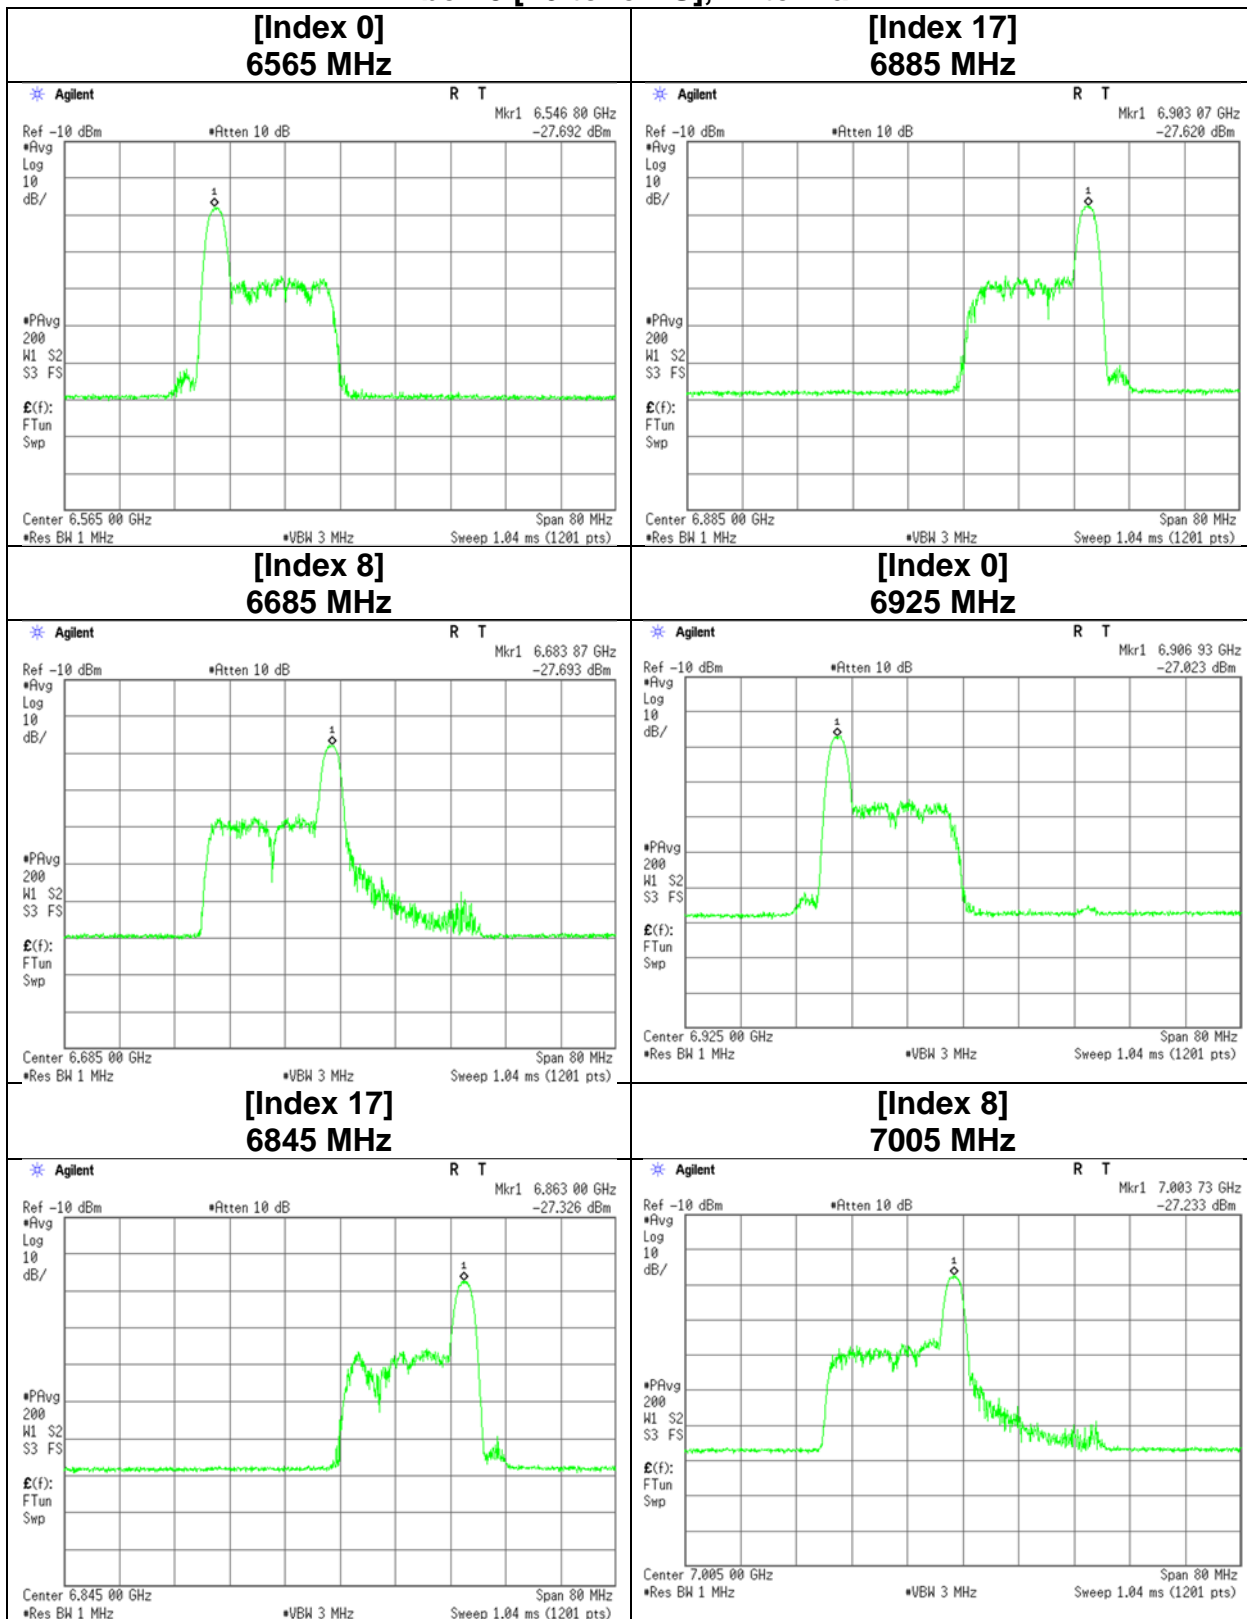 [Index 0]
6565 MHz
[Index 17]
6885 MHz
Agilent
R T
Mkr1 6.546 80 GHz
Ref -10 dBm
*Atten 10 dB
-27.692 dBm
*Avg
Log
10
dB/
1
*PAvg
200
W1 S2
S3 FS
£(f):
FTun
Swp
Center 6.565 00 GHz
Span 80 MHz
*Res BW 1 MHz
*VBW 3 MHz
Sweep 1.04 ms (1201 pts)
Agilent
R T
Mkr1 6.903 07 GHz
Ref -10 dBm
*Atten 10 dB
-27.620 dBm
*Avg
Log
10
dB/
1
*PAvg
200
W1 S2
S3 FS
£(f):
FTun
Swp
Center 6.885 00 GHz
Span 80 MHz
*Res BW 1 MHz
*VBW 3 MHz
Sweep 1.04 ms (1201 pts)
[Index 8]
6685 MHz
[Index 0]
6925 MHz
Agilent
R T
Mkr1 6.683 87 GHz
Ref -10 dBm
*Atten 10 dB
-27.693 dBm
*Avg
Log
10
dB/
1
*PAvg
200
W1 S2
S3 FS
£(f):
FTun
Swp
Center 6.685 00 GHz
Span 80 MHz
*Res BW 1 MHz
*VBW 3 MHz
Sweep 1.04 ms (1201 pts)
Agilent
R T
Mkr1 6.906 93 GHz
Ref -10 dBm
*Atten 10 dB
-27.023 dBm
*Avg
Log
10
dB/
1
*PAvg
200
W1 S2
S3 FS
£(f):
FTun
Swp
Center 6.925 00 GHz
Span 80 MHz
*Res BW 1 MHz
*VBW 3 MHz
Sweep 1.04 ms (1201 pts)
[Index 17]
6845 MHz
[Index 8]
7005 MHz
Agilent
R T
Mkr1 6.863 00 GHz
Ref -10 dBm
*Atten 10 dB
-27.326 dBm
*Avg
Log
10
dB/
1
*PAvg
200
W1 S2
S3 FS
£(f):
FTun
Swp
Center 6.845 00 GHz
Span 80 MHz
*Res BW 1 MHz
*VBW 3 MHz
Sweep 1.04 ms (1201 pts)
Agilent
R T
Mkr1 7.003 73 GHz
Ref -10 dBm
*Atten 10 dB
-27.233 dBm
*Avg
Log
10
dB/
1
*PAvg
200
W1 S2
S3 FS
£(f):
FTun
Swp
Center 7.005 00 GHz
Span 80 MHz
*Res BW 1 MHz
*VBW 3 MHz
Sweep 1.04 ms (1201 pts)